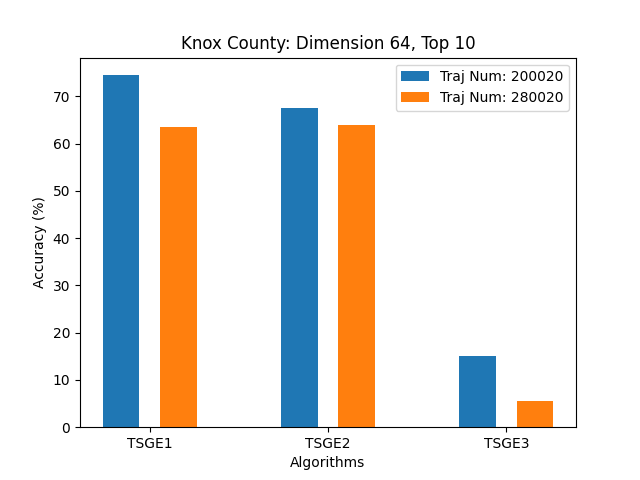 Knox County: Dimension 64, Top 10
Traj Num: 200020
Traj Num: 280020
Accuracy (%)
70
60
50
40
30
20
10
0
TSGE1 TSGE2 TSGE3
Algorithms